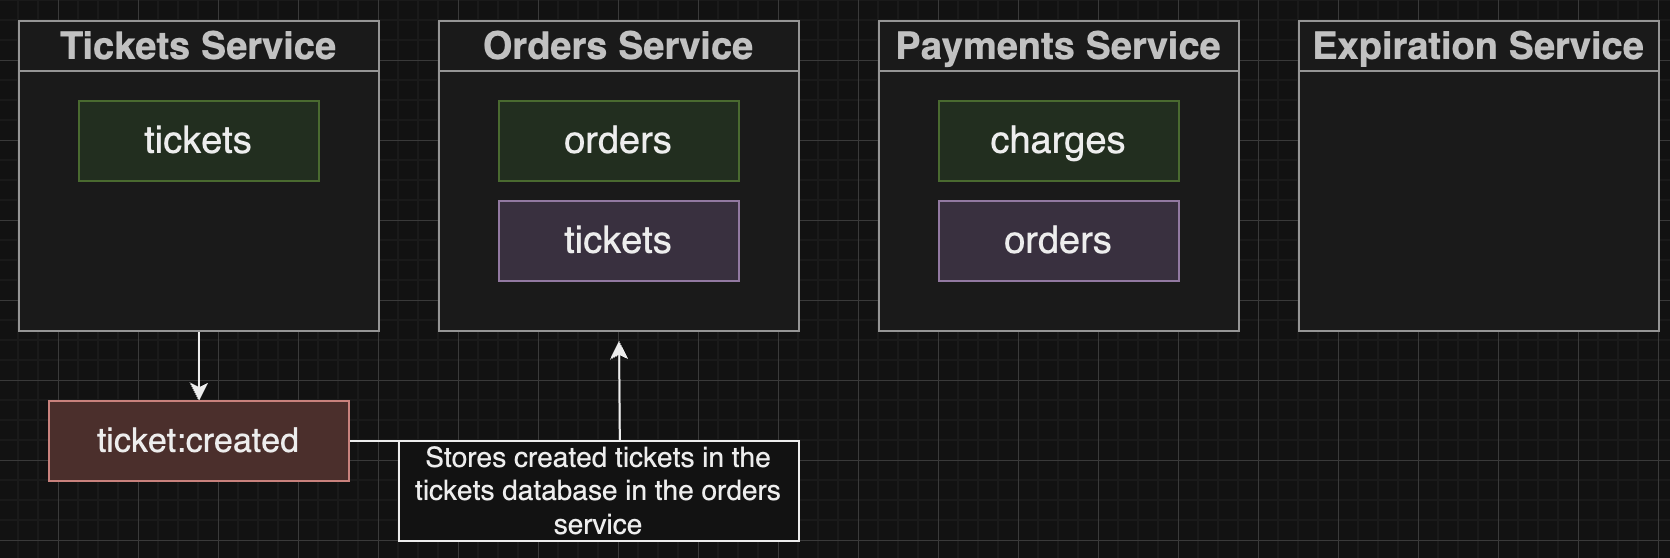 Tickets Service
Orders Service
Payments Service
Expiration Service
tickets
orders
charges
tickets
orders
ticket:created
Stores created tickets in the
tickets database in the orders
service